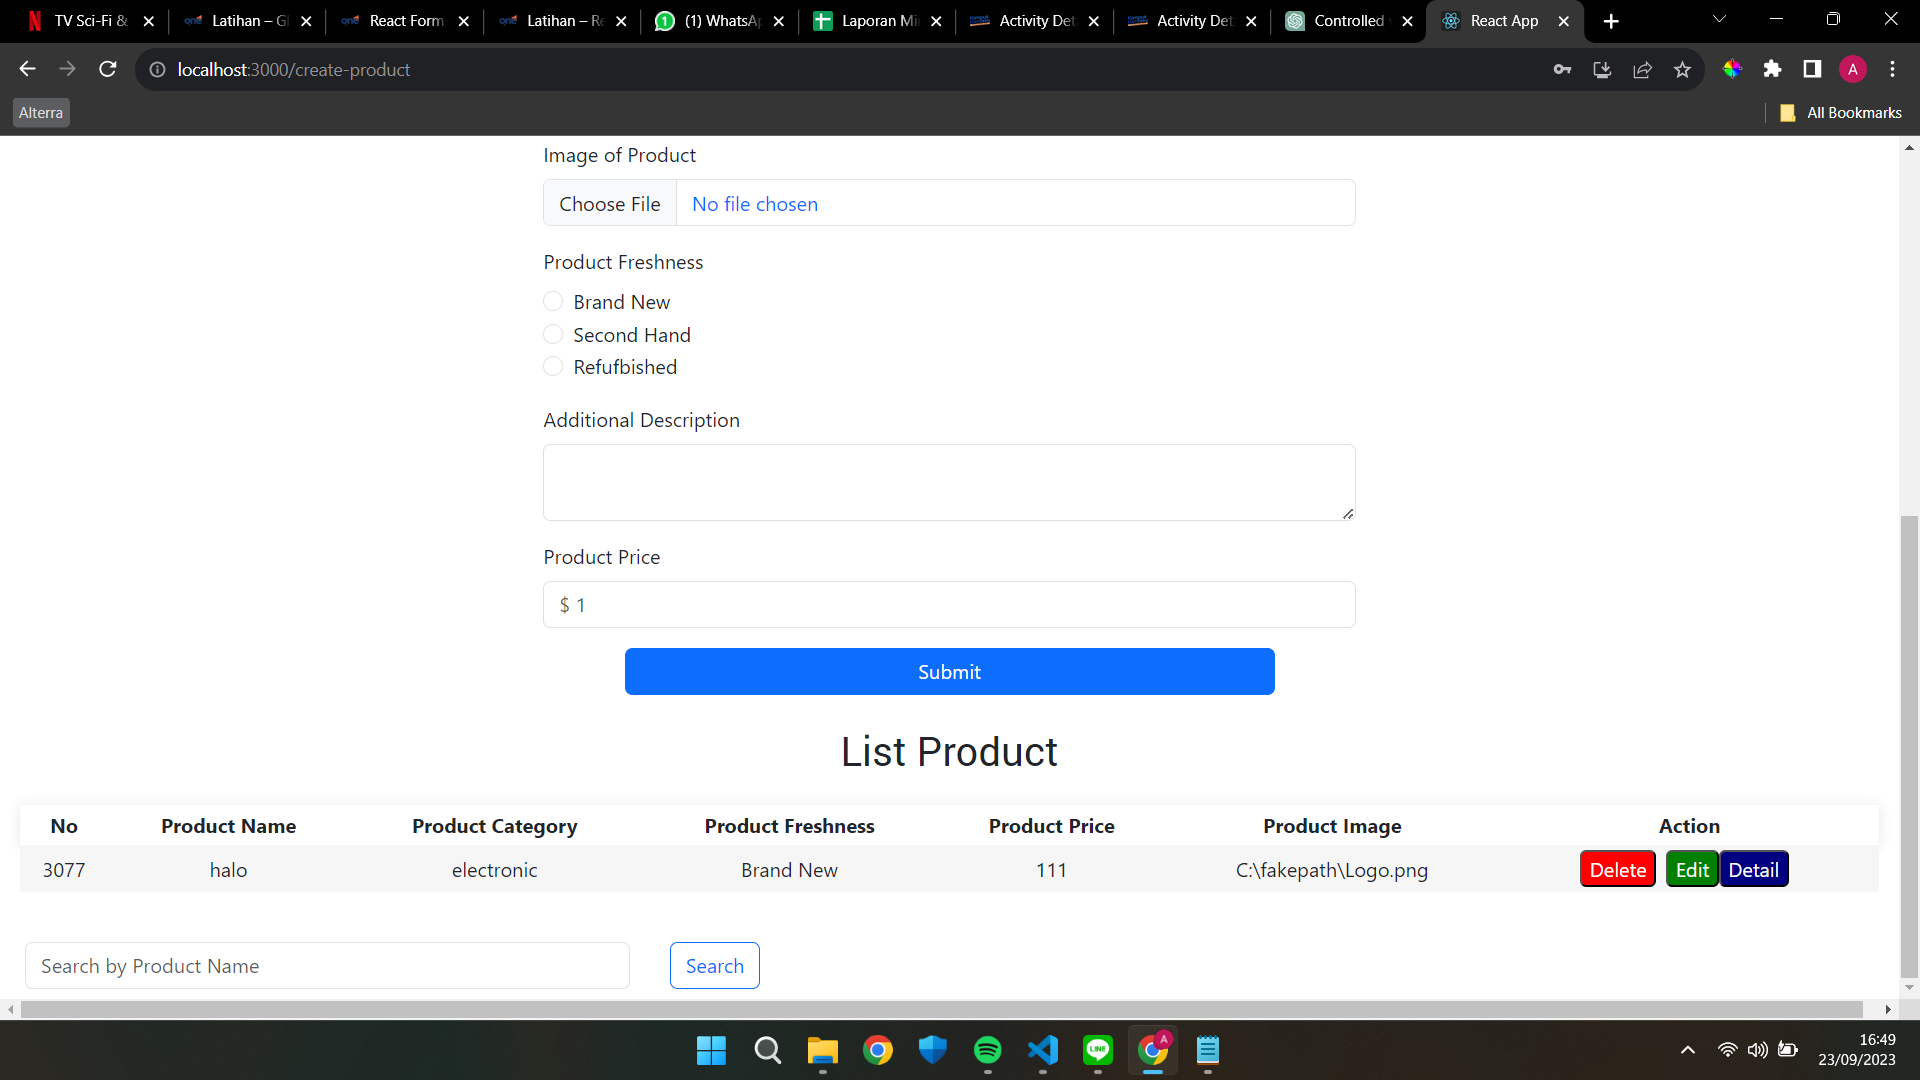 TV Sci-Fi &
Latihan – Gl
React Form
Latihan – Re
(1) WhatsAp
Laporan Mi
Activity Det
Activity Det
Controlled
React App
localhost:3000/create-product
A
Alterra
All Bookmarks
Image of Product
Choose File No file chosen
Product Freshness
Brand New
Second Hand
Refufbished
Additional Description
Product Price
$ 1
Submit
List Product
No Product Name Product Category Product Freshness Product Price Product Image Action
3077 halo electronic Brand New 111 C:\fakepath\Logo.png Delete Edit Detail
Search by Product Name Search
LINE
A
16:49
23/09/2023